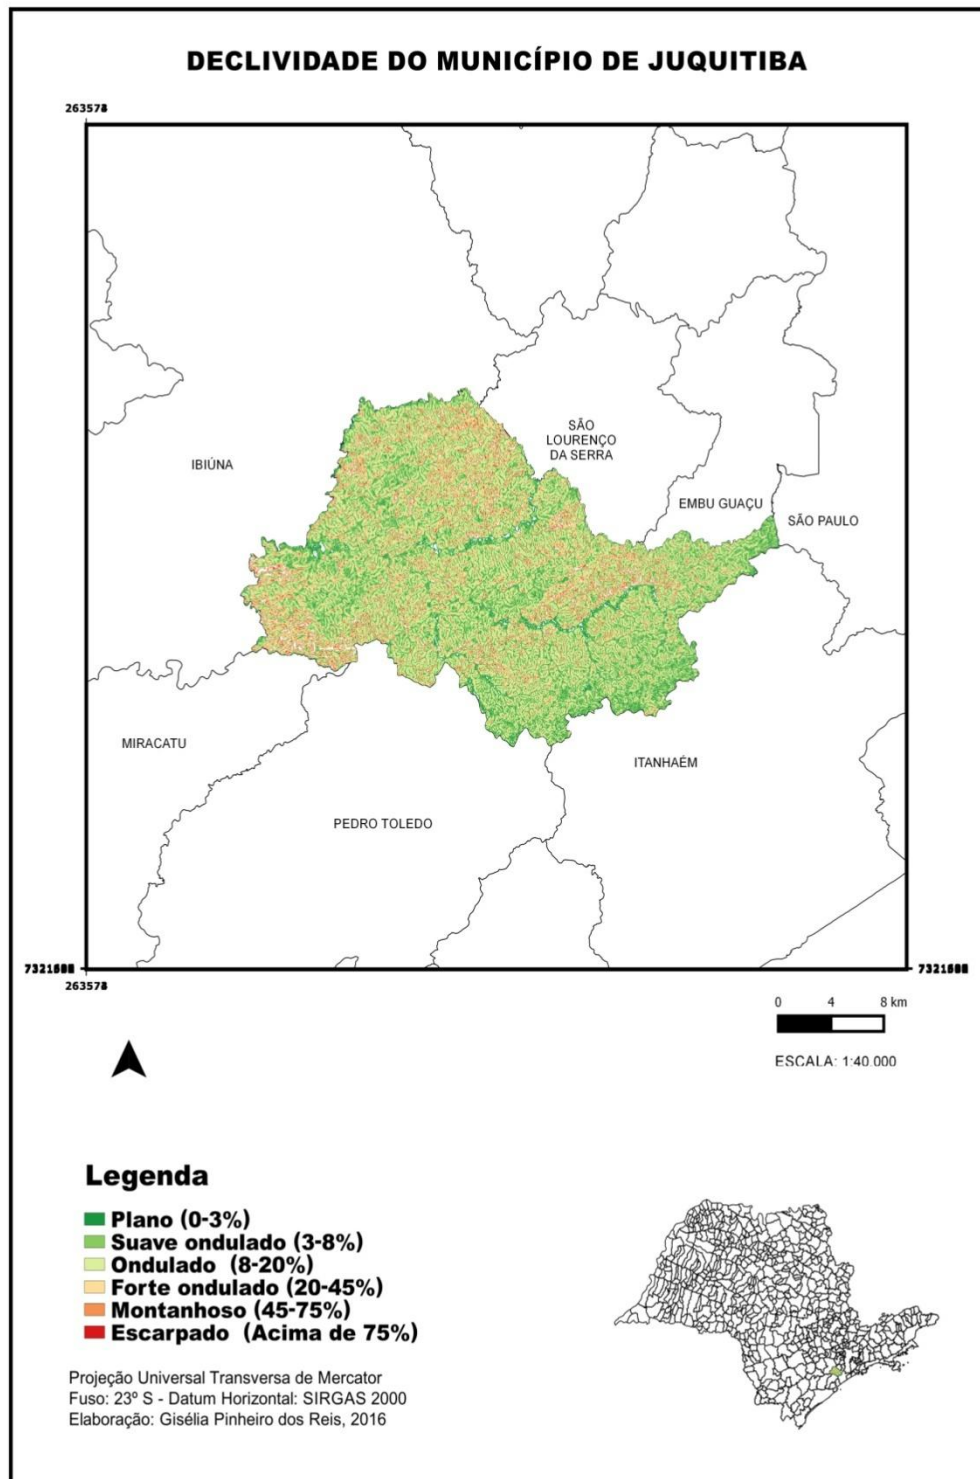 DECLIVIDADE DO MUNICÍPIO DE JUQUITIBA
SÃO
LOURENÇO
DA SERRA
IBIÚNA
EMBU GUAÇU
SÃO PAULO
MIRACATU
ITANHAÉM
PEDRO TOLEDO
0 4 8 km
ESCALA: 1:40.000
Legenda
Plano (0-3%)
Suave ondulado (3-8%)
Ondulado (8-20%)
Forte ondulado (20-45%)
Montanhoso (45-75%)
Escarpado (Acima de 75%)
Projeção Universal Transversa de Mercator
Fuso: 23º S - Datum Horizontal: SIRGAS 2000
Elaboração: Gisélia Pinheiro dos Reis, 2016